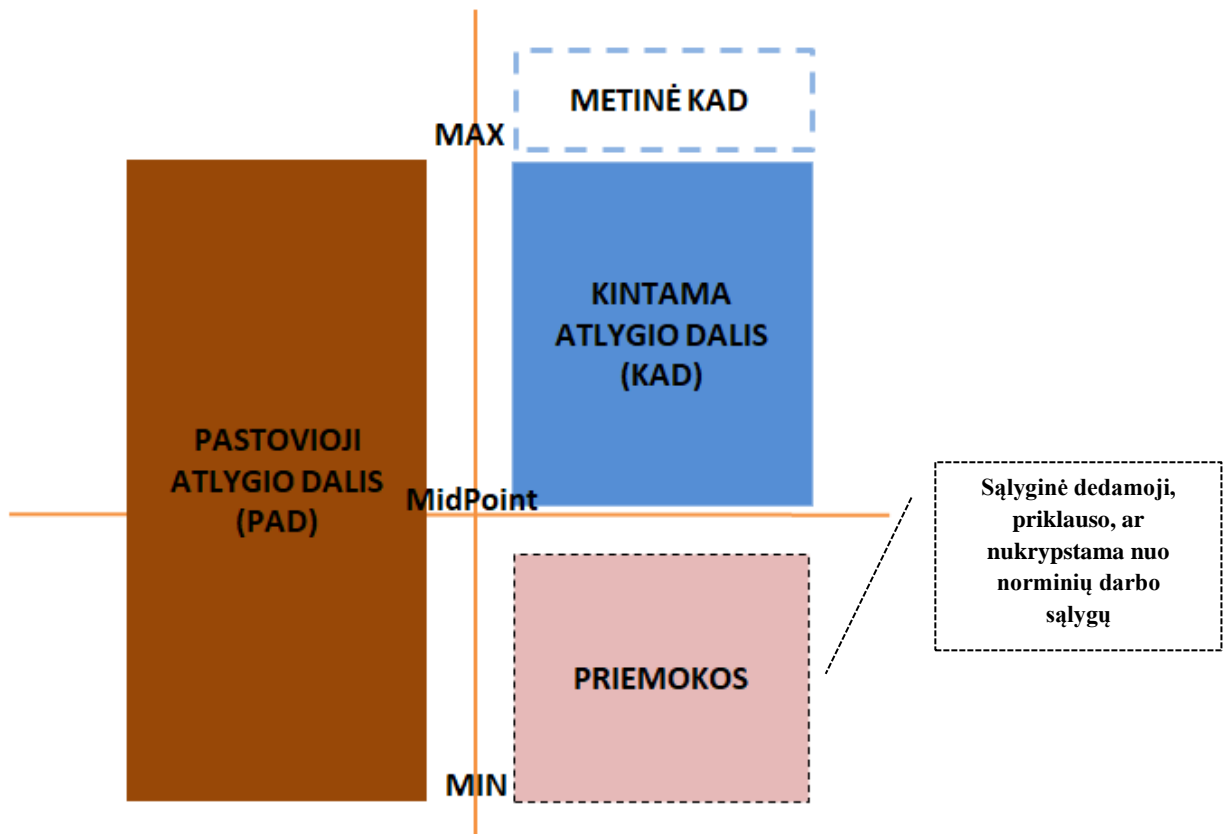 METINĖ KAD
MAX
KINTAMA
ATLYGIO DALIS
(KAD)
PASTOVIOJI
ATLYGIO DALIS
(PAD)
MidPoint
Sąlyginė dedamoji,
priklauso, ar
nukrypstama nuo
norminių darbo
sąlygų
PRIEMOKOS
MIN